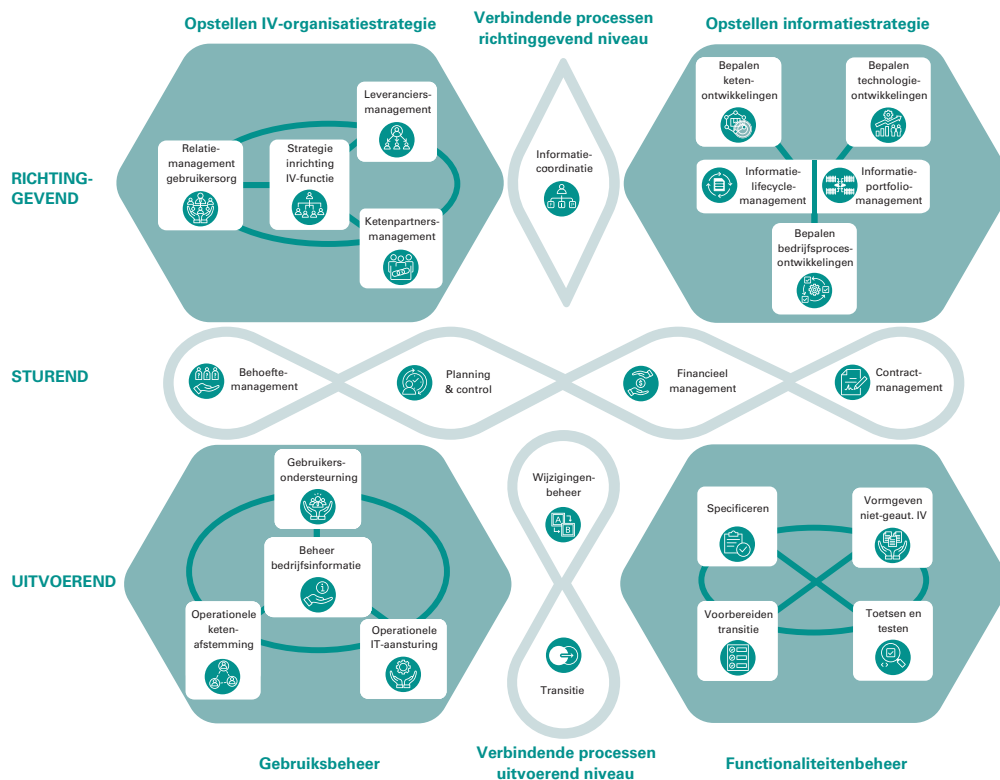 Opstellen IV-organisatiestrategie
Verbindende processen
richtinggevend niveau
Opstellen informatiestrategie
RICHTING-
GEVEND
Leveranciers-
management
Relatie-
management
gebruikersorg
Strategie
inrichting
IV-functie
Ketenpartners-
management
Informatie-
coordinatie
Bepalen
keten-
ontwikkelingen
Bepalen
technologie-
ontwikkelingen
Informatie-
lifecycle-
management
Informatie-
portfolio-
management
Bepalen
bedrijfsproces-
ontwikkelingen
STUREND
Behoefte-
management
Planning
& control
Financieel
management
Contract-
management
UITVOEREND
Gebruikers-
ondersteurning
Beheer
bedrijfsinformatie
Operationele
keten-
afstemming
Operationele
IT-aansturing
Wijzigingen-
beheer
A
B
Transitie
Specificeren
Vormgeven
niet-geaut. IV
Voorbereiden
transitie
Toetsen en
testen
Gebruiksbeheer
Verbindende processen
uitvoerend niveau
Functionaliteitenbeheer